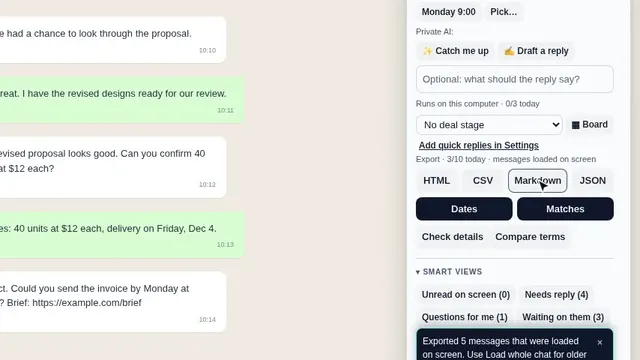 e had a chance to look through the proposal.
10:10
reat. I have the revised designs ready for our review.
10:11
evised proposal looks good. Can you confirm 40
at $12 each?
10:12
es: 40 units at $12 each, delivery on Friday, Dec 4.
10:13
ct. Could you send the invoice by Monday at
? Brief: https://example.com/brief
10:14
Monday 9:00 Pick...
Private AI:
✨ Catch me up ✍️ Draft a reply
Optional: what should the reply say?
Runs on this computer · 0/3 today
No deal stage Board
Add quick replies in Settings
Export · 3/10 today · messages loaded on screen
HTML CSV Markdown JSON
Dates Matches
Check details Compare terms
▾ SMART VIEWS
Unread on screen (0) Needs reply (4)
Questions for me (1) Waiting on them (3)
Exported 5 messages that were loaded ×
on screen. Use Load whole chat for older